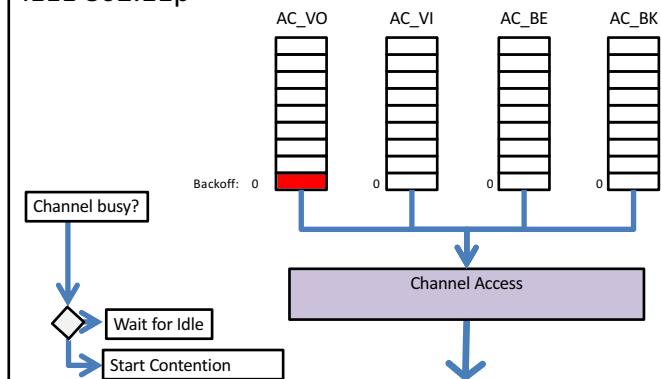 AC_VO AC_VI AC_BE AC_BK
Backoff: 0 0 0 0
Channel busy?
Channel Access
Wait for Idle
Start Contention